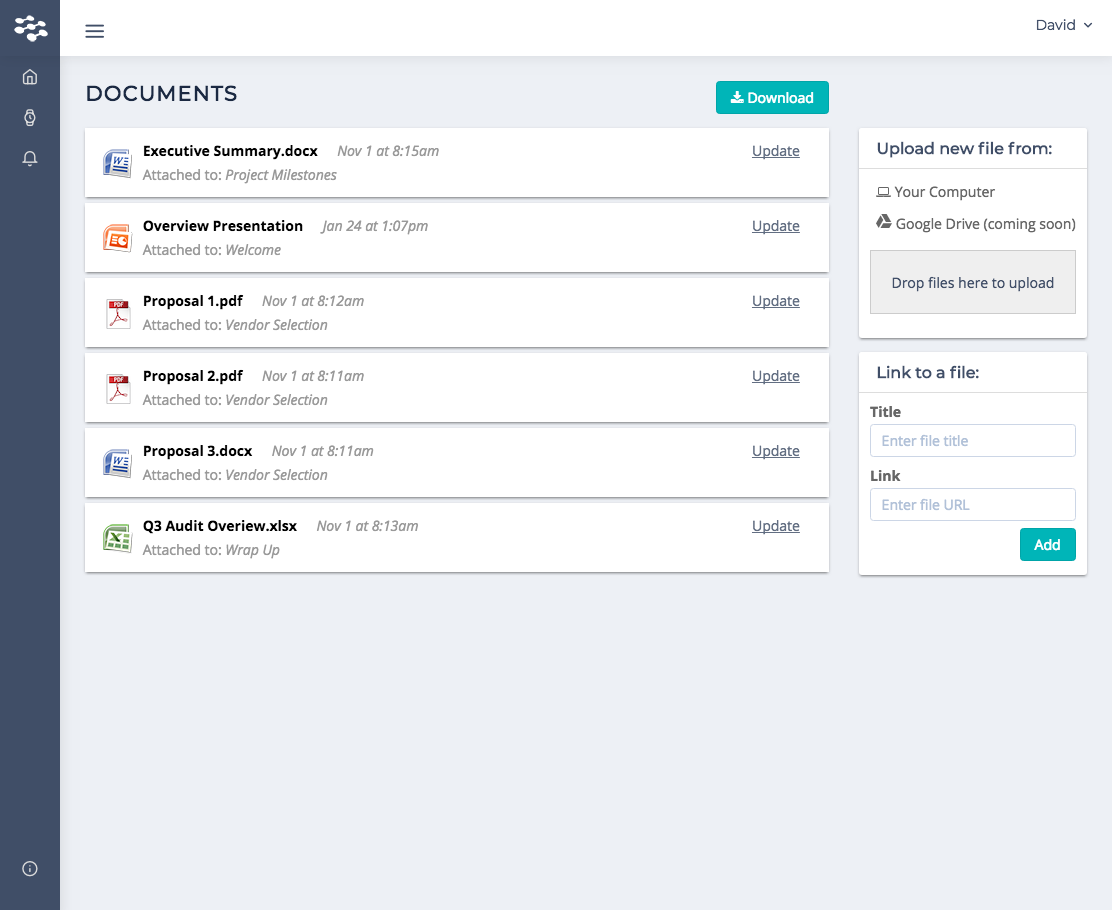 David
DOCUMENTS
Download
Executive Summary.docx Nov 1 at 8:15am Update
Attached to: Project Milestones
Overview Presentation Jan 24 at 1:07pm Update
Attached to: Welcome
Proposal 1.pdf Nov 1 at 8:12am Update
Attached to: Vendor Selection
Proposal 2.pdf Nov 1 at 8:11am Update
Attached to: Vendor Selection
Proposal 3.docx Nov 1 at 8:11am Update
Attached to: Vendor Selection
Q3 Audit Overiew.xlsx Nov 1 at 8:13am Update
Attached to: Wrap Up
Upload new file from:
Your Computer
Google Drive (coming soon)
Drop files here to upload
Link to a file:
Title
Enter file title
Link
Enter file URL
Add